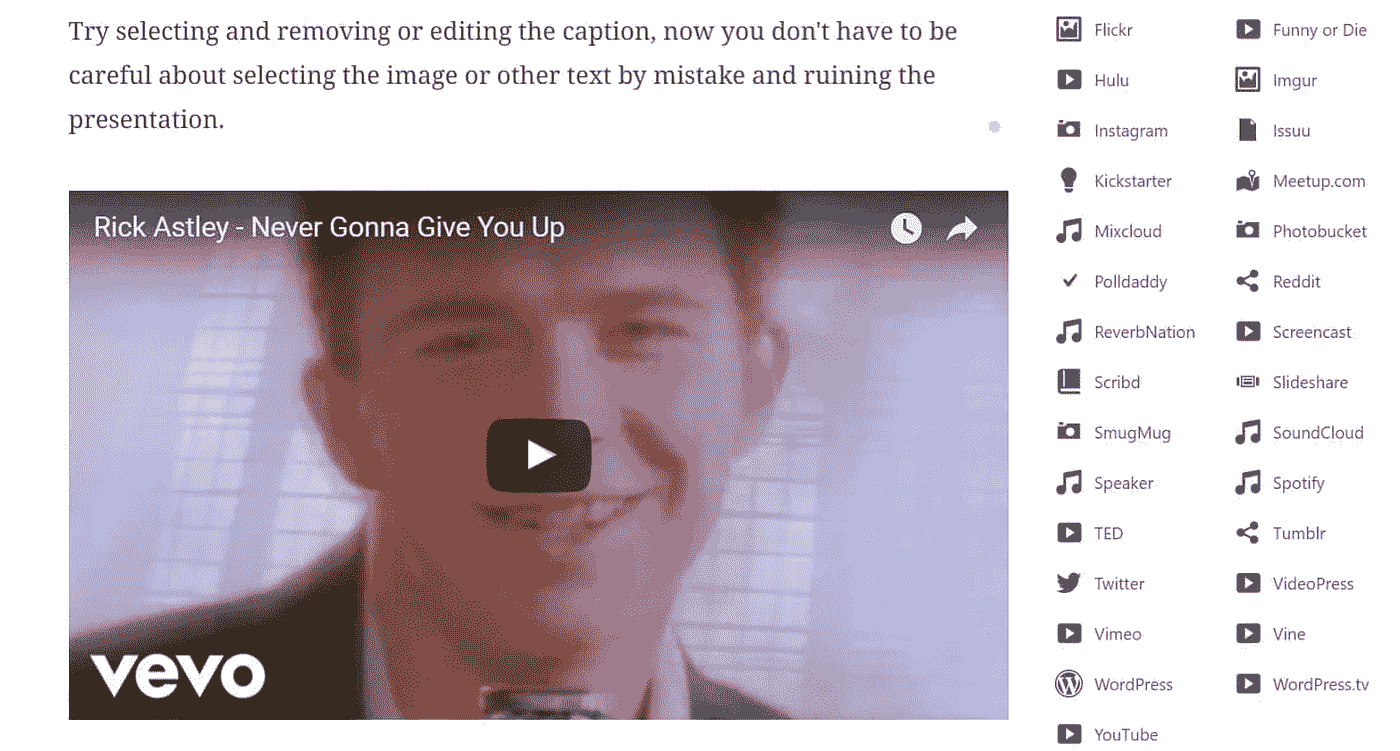 Try selecting and removing or editing the caption, now you don't have to be
careful about selecting the image or other text by mistake and ruining the
presentation.
Rick Astley - Never Gonna Give You Up
vevo
Flickr
Funny or Die
Hulu
Imgur
Instagram
Issuu
Kickstarter
Meetup.com
Mixcloud
Photobucket
Polldaddy
Reddit
ReverbNation
Screencast
Scribd
Slideshare
SmugMug
SoundCloud
Speaker
Spotify
TED
Tumblr
Twitter
VideoPress
Vimeo
Vine
WordPress
WordPress.tv
YouTube